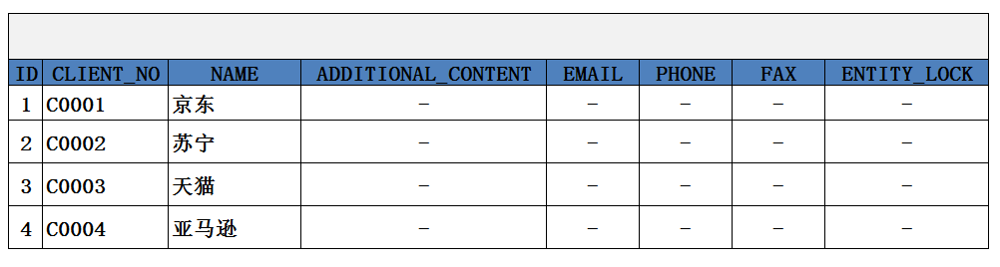 ID CLIENT_NO NAME ADDITIONAL_CONTENT EMAIL PHONE FAX ENTITY_LOCK
1 C0001 京东 - - - - -
2 C0002 苏宁 - - - - -
3 C0003 天猫 - - - - -
4 C0004 亚马逊 - - - - -